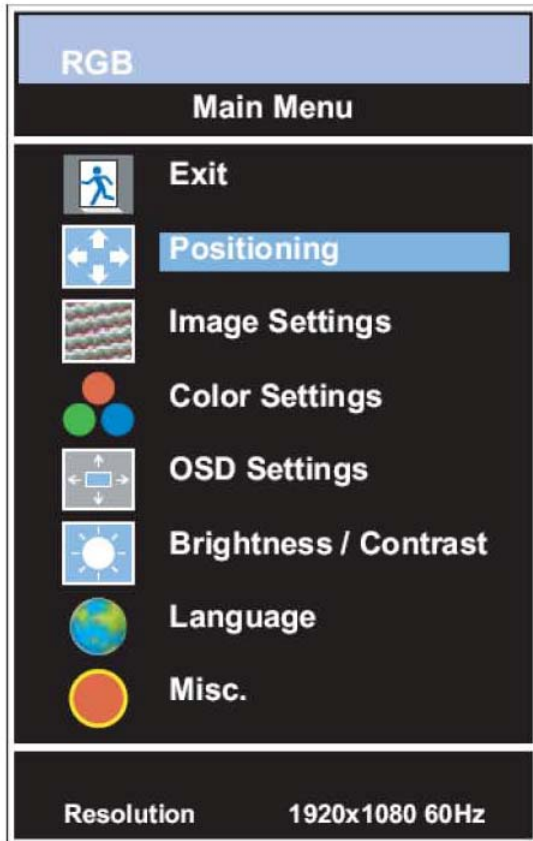 RGB
Main Menu
Exit
Positioning
Image Settings
Color Settings
OSD Settings
Brightness / Contrast
Language
Misc.
Resolution 1920x1080 60Hz